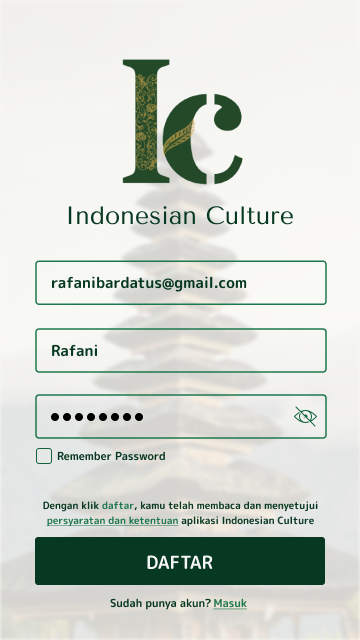 Ic
Indonesian Culture
rafanibardatus@gmail.com
Rafani
●●●●●●●●
Remember Password
Dengan klik daftar, kamu telah membaca dan menyetujui
persyaratan dan ketentuan aplikasi Indonesian Culture
DAFTAR
Sudah punya akun? Masuk